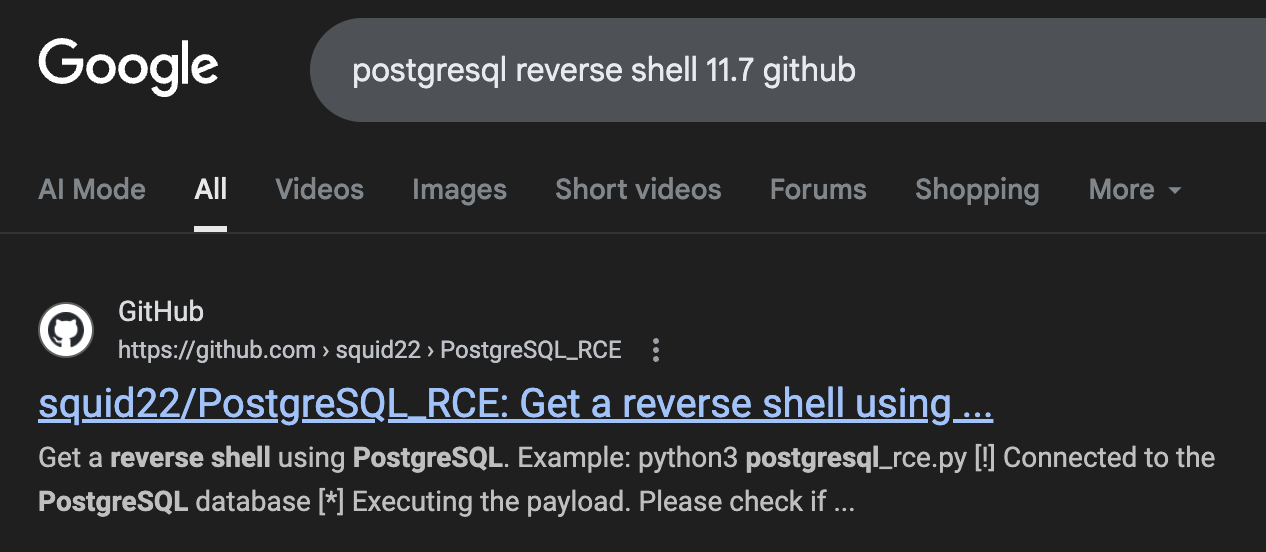 Google
postgresql reverse shell 11.7 github
AI Mode All Videos Images Short videos Forums Shopping More
GitHub
https://github.com › squid22 › PostgreSQL_RCE
squid22/PostgreSQL_RCE: Get a reverse shell using ...
Get a reverse shell using PostgreSQL. Example: python3 postgresql_rce.py [!] Connected to the
PostgreSQL database [*] Executing the payload. Please check if ...